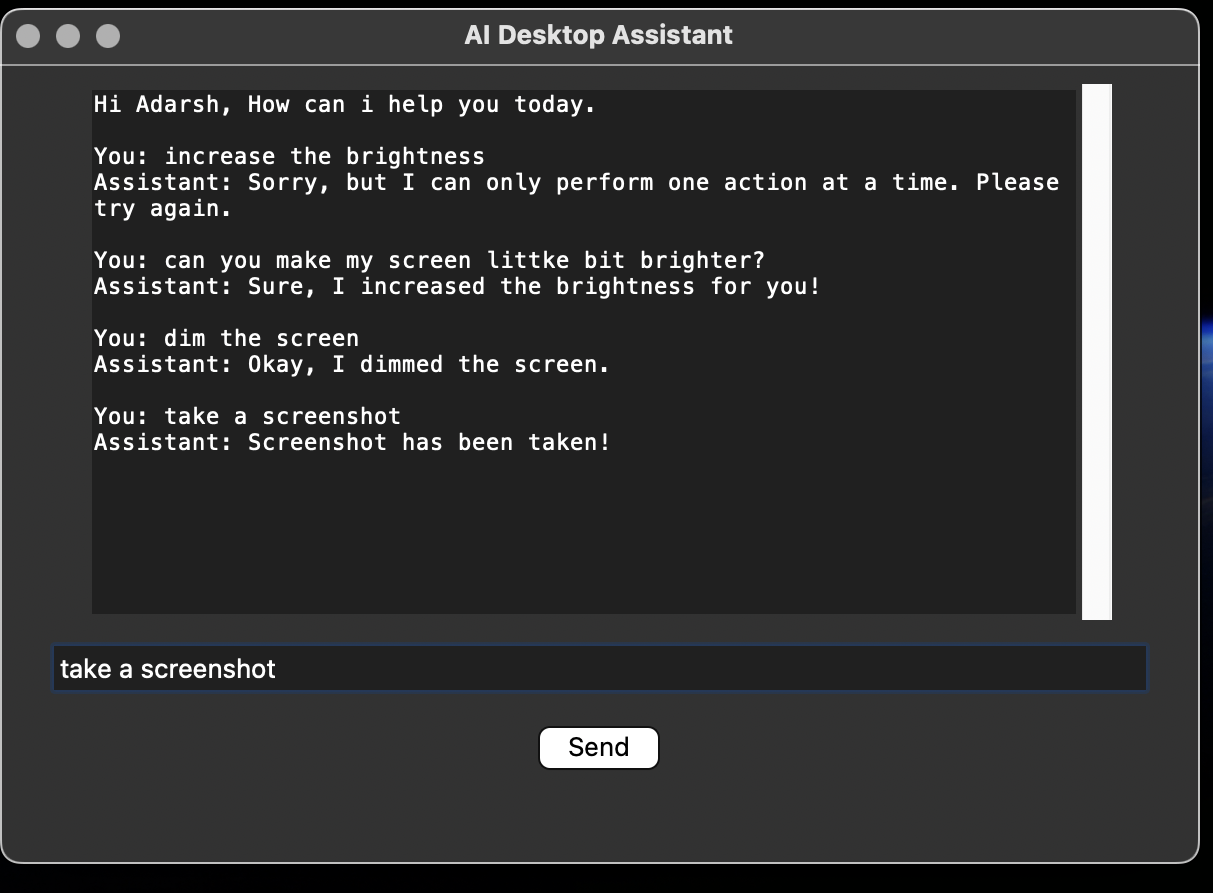 AI Desktop Assistant
Hi Adarsh, How can i help you today.
You: increase the brightness
Assistant: Sorry, but I can only perform one action at a time. Please
try again.
You: can you make my screen littke bit brighter?
Assistant: Sure, I increased the brightness for you!
You: dim the screen
Assistant: Okay, I dimmed the screen.
You: take a screenshot
Assistant: Screenshot has been taken!
take a screenshot
Send